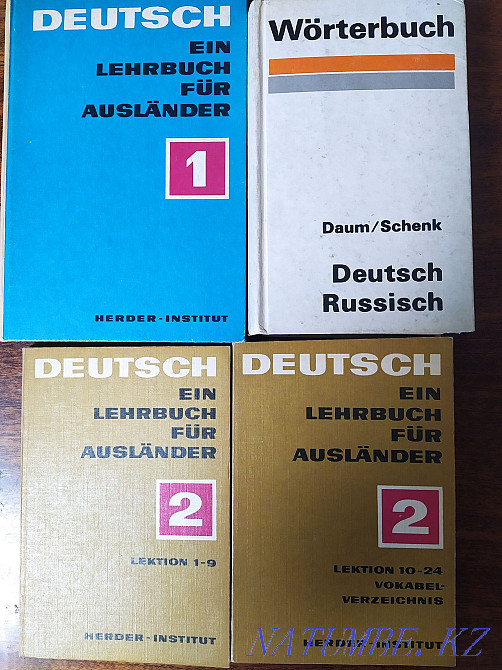 DEUTSCH
EIN
LEHRBUCH
FÜR
AUSLÄNDER
1
HERDER-INSTITUT
Wörterbuch
Daum/Schenk
Deutsch
Russisch
DEUTSCH
EIN
LEHRBUCH
FÜR
AUSLÄNDER
2
LEKTION 1-9
HERDER-INSTITUT
DEUTSCH
EIN
LEHRBUCH
FÜR
AUSLÄNDER
2
LEKTION 10-24
VOKABEL-
VERZEICHNIS
HERDER-INSTITUT
NATUMBE.KZ